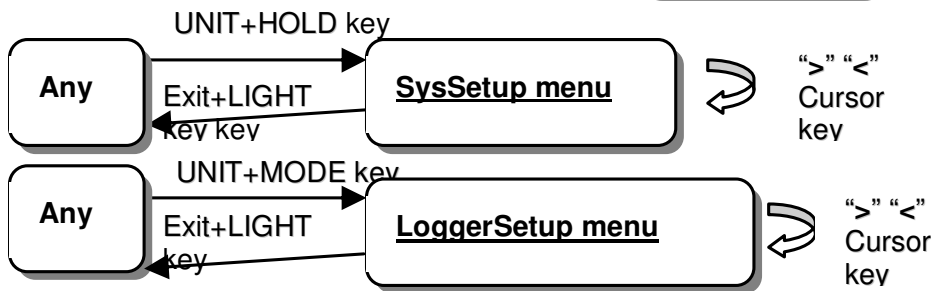 UNIT+HOLD key
Any
SysSetup menu
Exit+LIGHT
key key
“>” “<”
Cursor
key
UNIT+MODE key
Any
LoggerSetup menu
Exit+LIGHT
key
“>” “<”
Cursor
key